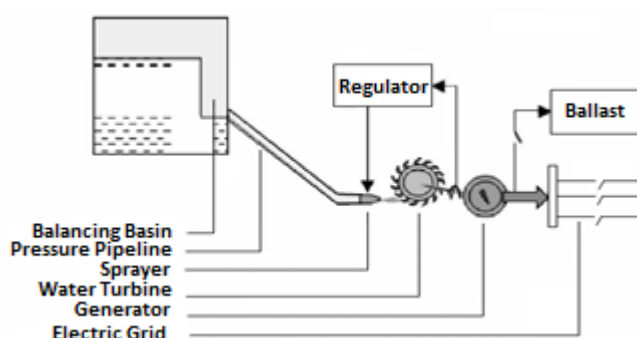 Regulator
Ballast
Balancing Basin
Pressure Pipeline
Sprayer
Water Turbine
Generator
Electric Grid